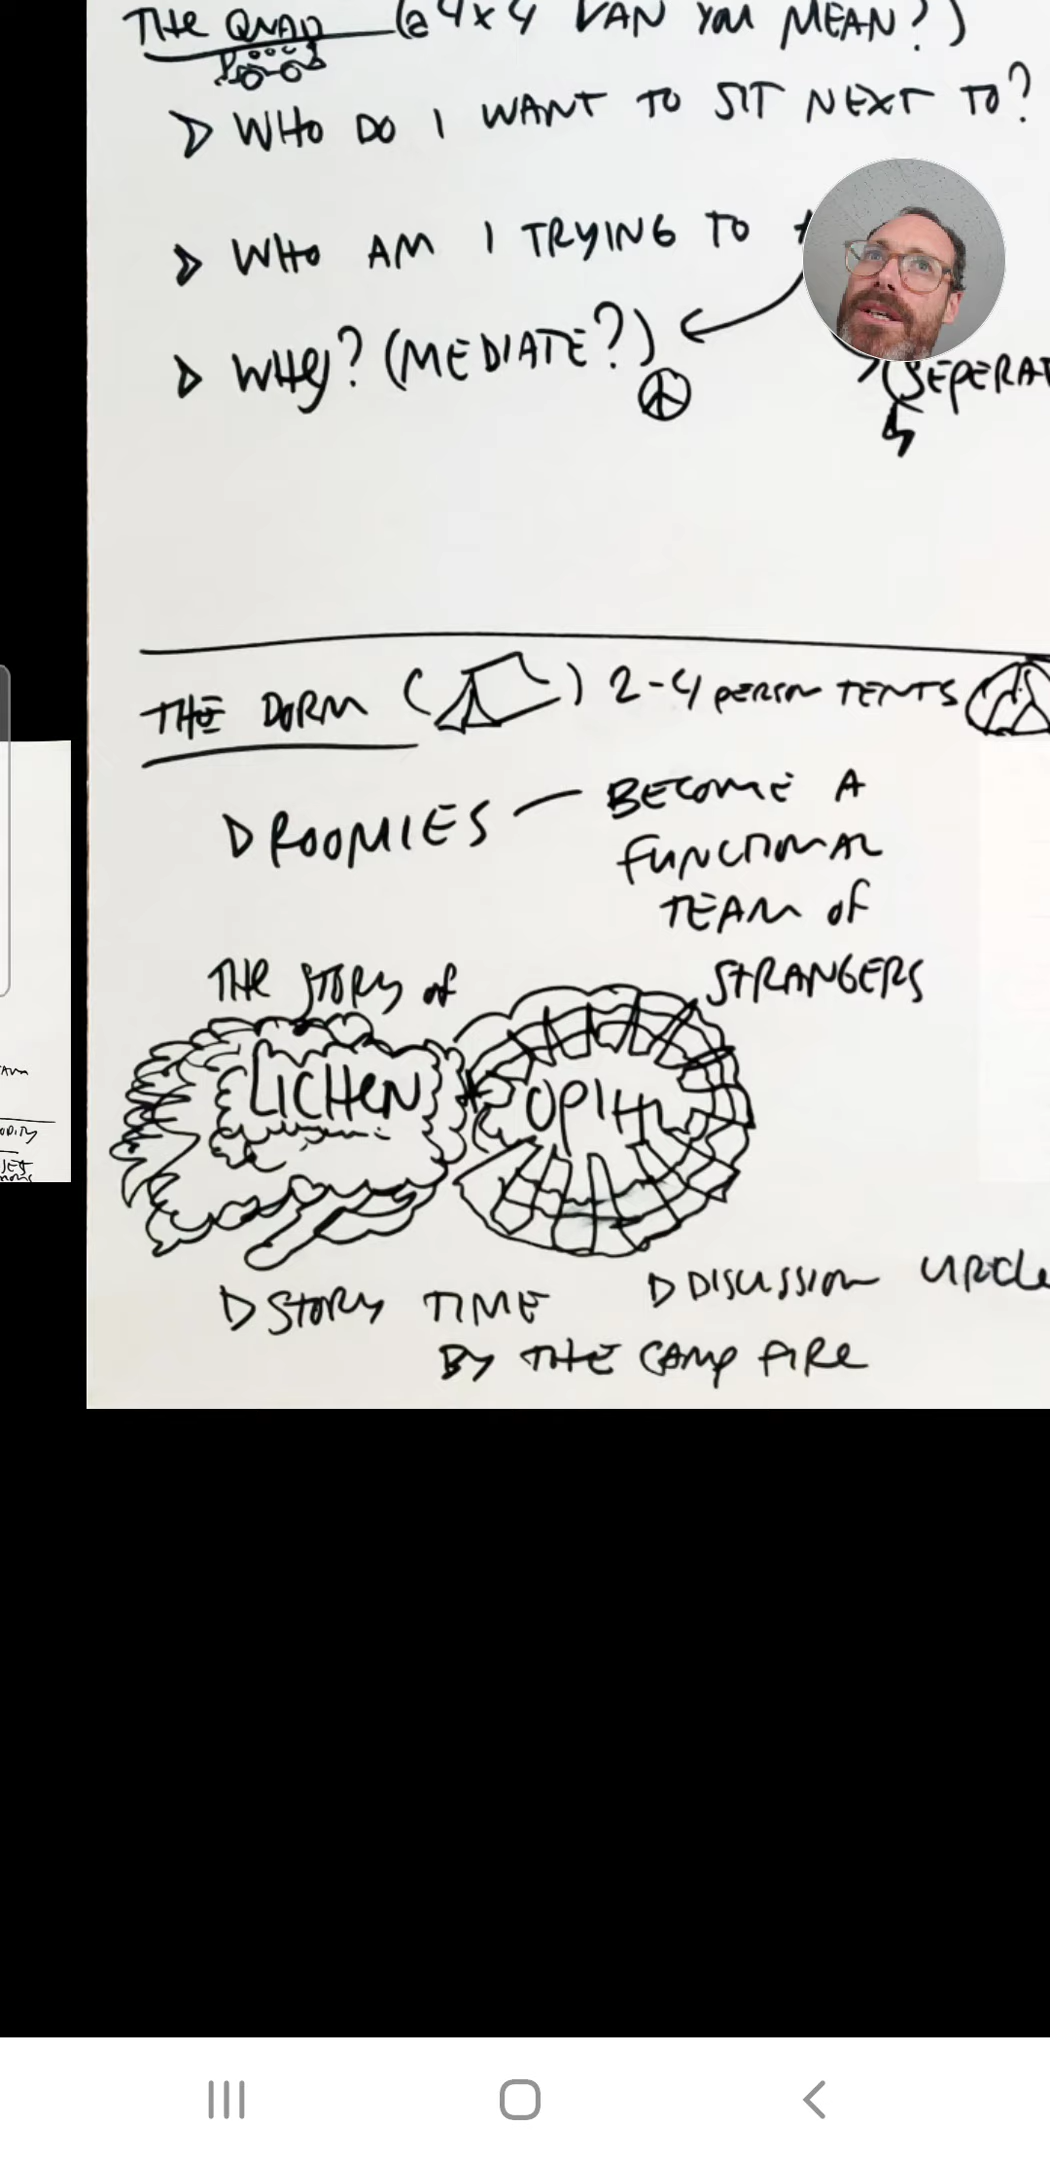 THE QUAD (a 4x4 VAN YOU MEAN?)
WHO DO I WANT TO SIT NEXT TO?
WHO AM I TRYING TO
WHY? (MEDIATE?)
(SEPERAT
THE DORM ( ) 2-4 PERSON TENTS
ROOMIES — BECOME A
FUNCTIONAL
TEAM OF
STRANGERS
THE STORY OF
LICHEN
OPIHI
STORY TIME
DISCUSSION CIRCLE
BY THE CAMP FIRE